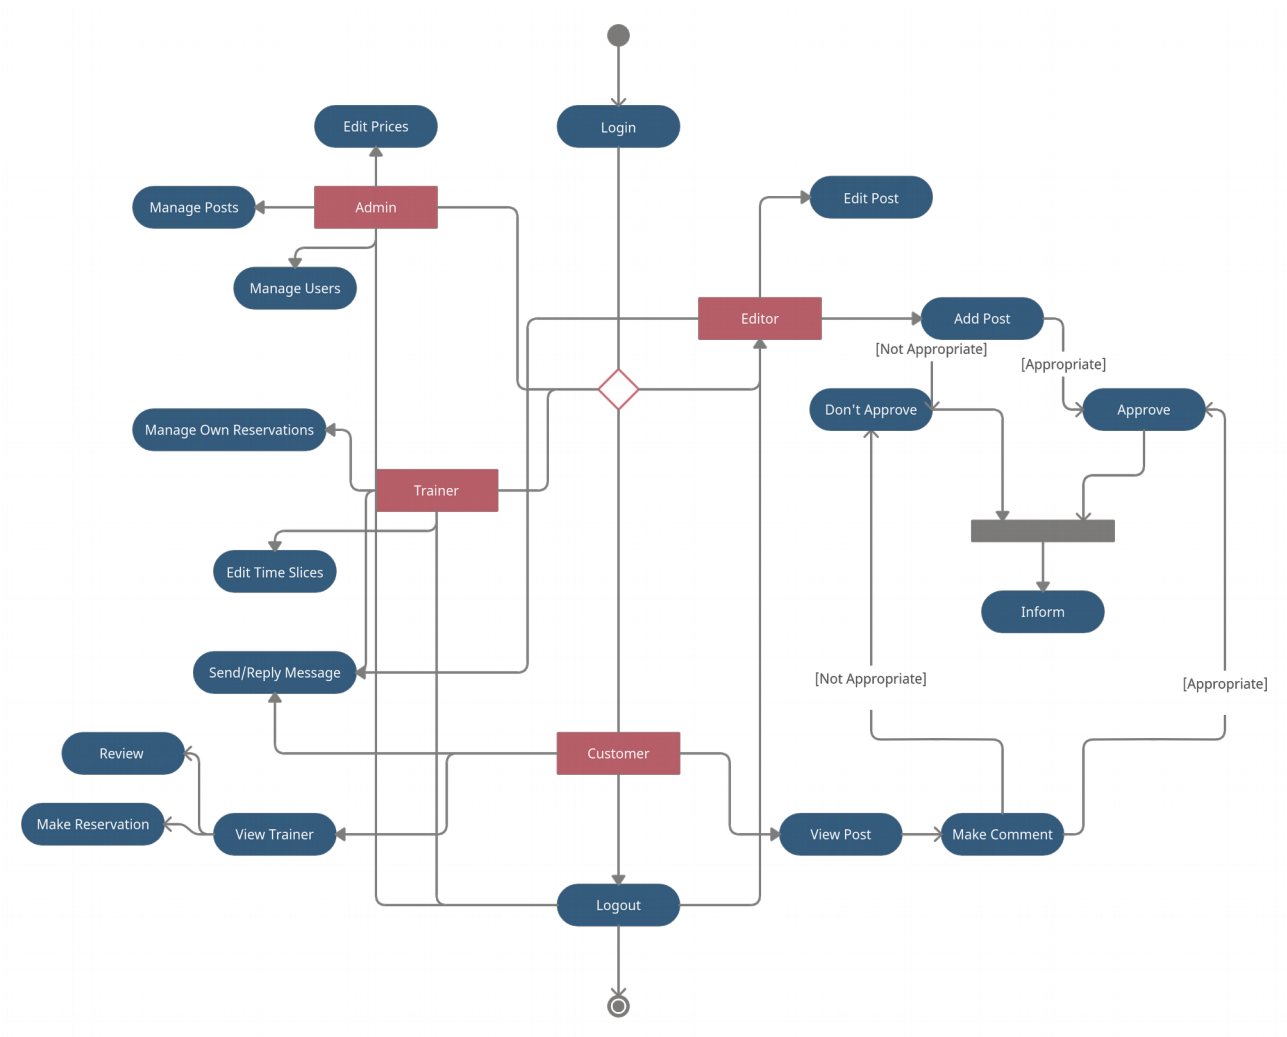 Edit Prices
Login
Manage Posts
Admin
Edit Post
Manage Users
Editor
Add Post
[Not Appropriate]
[Appropriate]
Don't Approve
Approve
Manage Own Reservations
Trainer
Edit Time Slices
Inform
Send/Reply Message
[Not Appropriate]
[Appropriate]
Review
Customer
Make Reservation
View Trainer
View Post
Make Comment
Logout